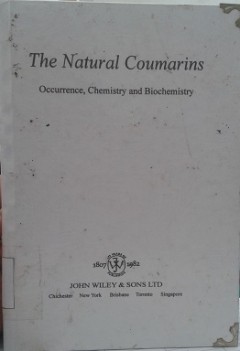 The Natural Coumarins
Occurrence, Chemistry and Biochemistry
1807 1982
JOHN WILEY & SONS LTD
Chichester New York Brisbane Toronto Singapore